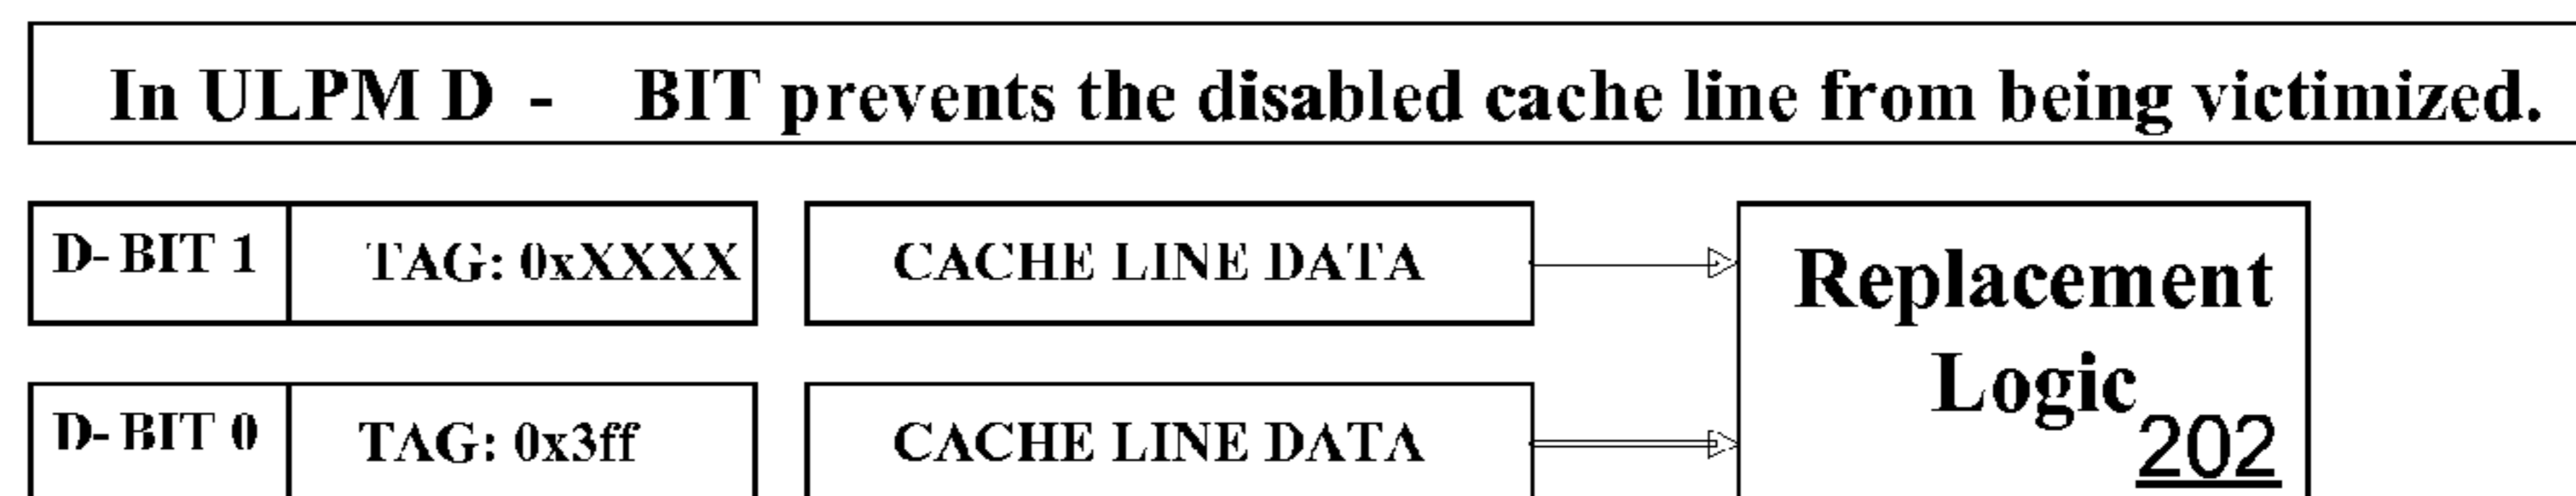 In ULPM D - BIT prevents the disabled cache line from being victimized.
D- BIT 1 TAG: 0xXXXX CACHE LINE DATA
Replacement
Logic
202
D- BIT 0 TAG: 0x3ff CACHE LINE DATA